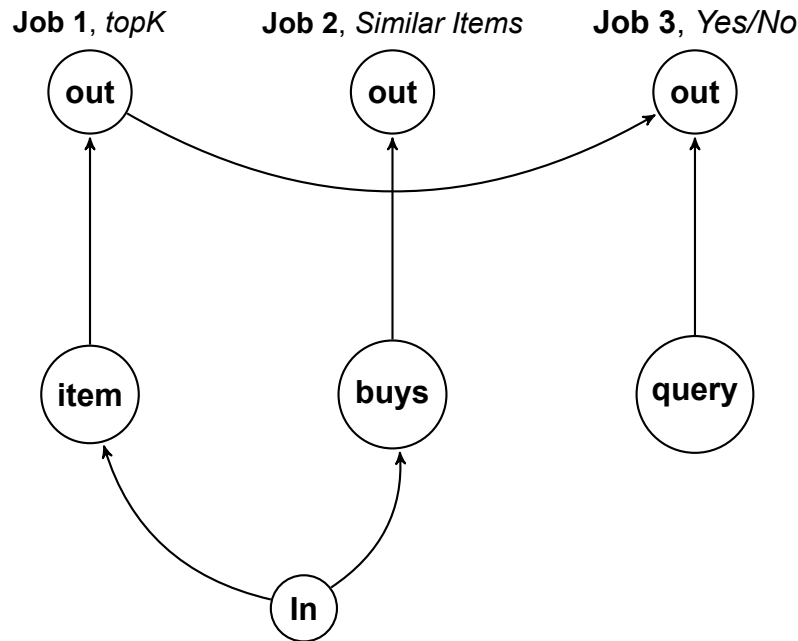 Job 1, topK
Job 2, Similar Items
Job 3, Yes/No
out
out
out
item
buys
query
In